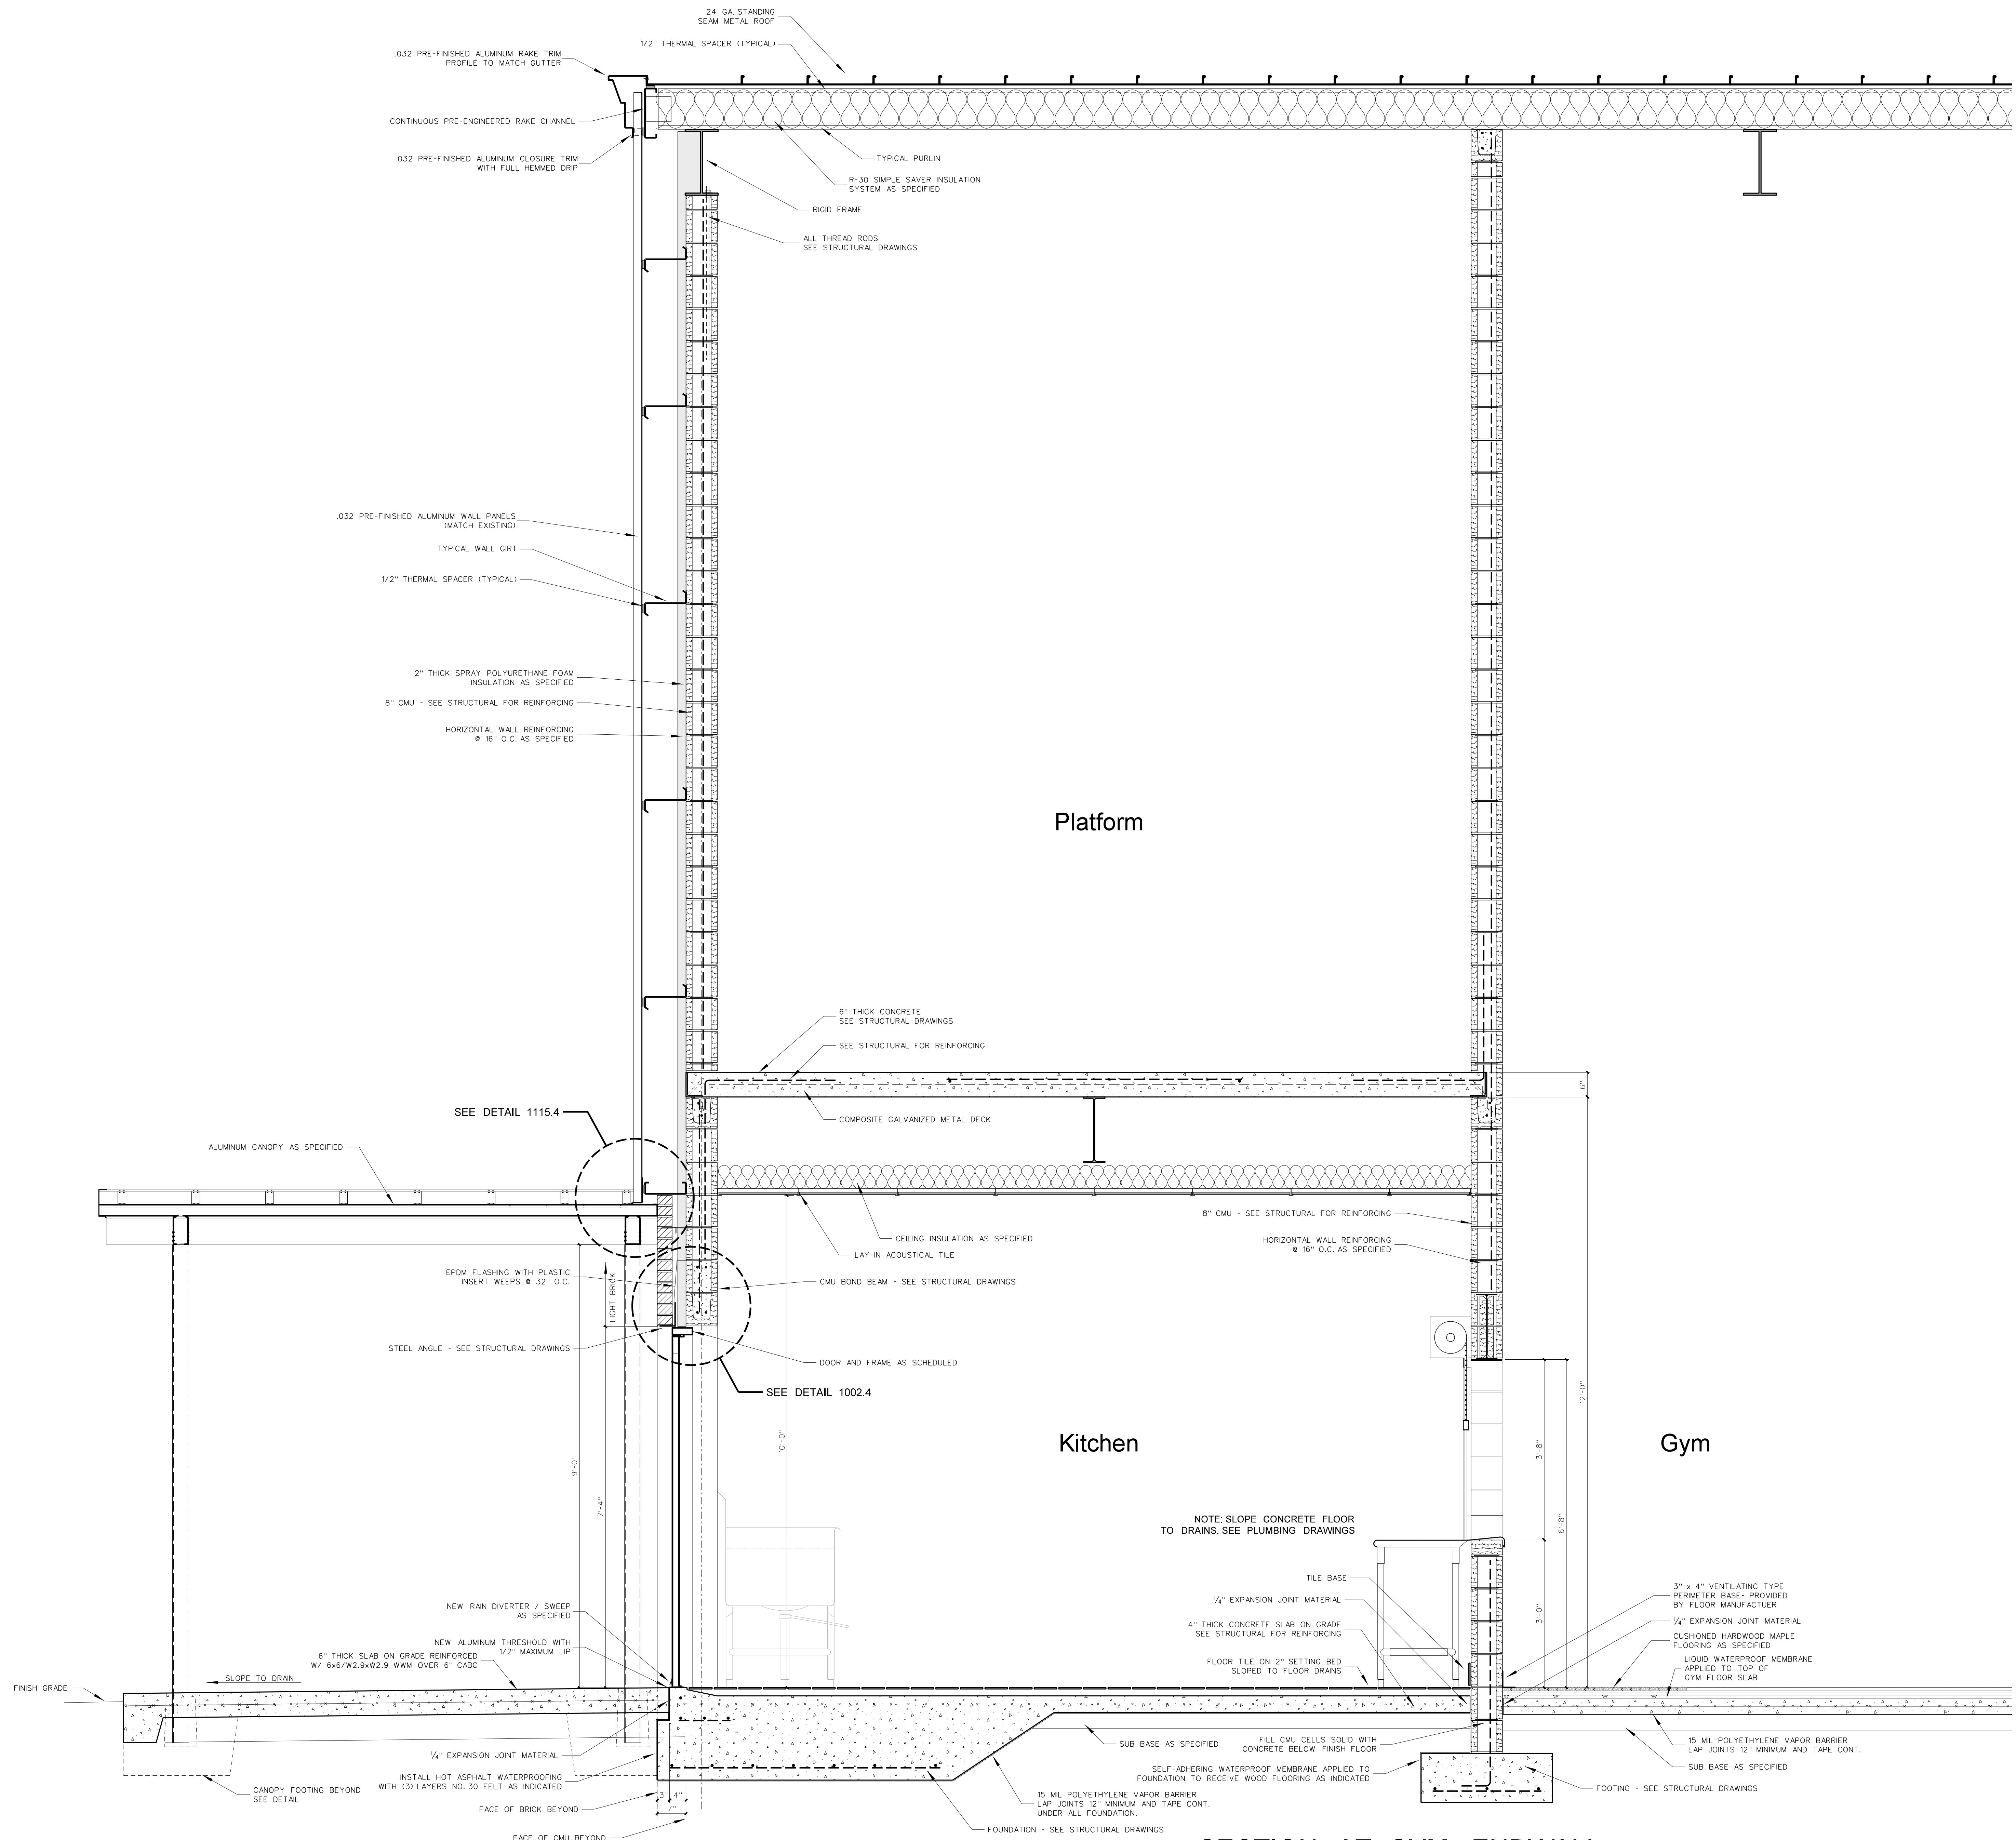 24 GA. STANDING
SEAM METAL ROOF
1/2" THERMAL SPACER (TYPICAL)
.032 PRE-FINISHED ALUMINUM RAKE TRIM
PROFILE TO MATCH GUTTER
CONTINUOUS PRE-ENGINEERED RAKE CHANNEL
.032 PRE-FINISHED ALUMINUM CLOSURE TRIM
WITH FULL HEMMED DRIP
TYPICAL PURLIN
R-30 SIMPLE SAVER INSULATION
SYSTEM AS SPECIFIED
RIGID FRAME
ALL THREAD RODS
SEE STRUCTURAL DRAWINGS
.032 PRE-FINISHED ALUMINUM WALL PANELS
(MATCH EXISTING)
TYPICAL WALL GIRT
1/2" THERMAL SPACER (TYPICAL)
2" THICK SPRAY POLYURETHANE FOAM
INSULATION AS SPECIFIED
8" CMU - SEE STRUCTURAL FOR REINFORCING
HORIZONTAL WALL REINFORCING
@ 16" O.C. AS SPECIFIED
Platform
6" THICK CONCRETE
SEE STRUCTURAL DRAWINGS
SEE STRUCTURAL FOR REINFORCING
6"
COMPOSITE GALVANIZED METAL DECK
SEE DETAIL 1115.4
ALUMINUM CANOPY AS SPECIFIED
8" CMU - SEE STRUCTURAL FOR REINFORCING
CEILING INSULATION AS SPECIFIED
HORIZONTAL WALL REINFORCING
@ 16" O.C. AS SPECIFIED
LAY-IN ACOUSTICAL TILE
EPDM FLASHING WITH PLASTIC
INSERT WEEPS @ 32" O.C.
LIGHT BRICK
CMU BOND BEAM - SEE STRUCTURAL DRAWINGS
STEEL ANGLE - SEE STRUCTURAL DRAWINGS
DOOR AND FRAME AS SCHEDULED
SEE DETAIL 1002.4
12'-0"
Kitchen
Gym
10'-0"
3'-8"
9'-0"
7'-4"
6'-8"
NOTE: SLOPE CONCRETE FLOOR
TO DRAINS. SEE PLUMBING DRAWINGS
TILE BASE
1/4" EXPANSION JOINT MATERIAL
4" THICK CONCRETE SLAB ON GRADE
SEE STRUCTURAL FOR REINFORCING
FLOOR TILE ON 2" SETTING BED
SLOPED TO FLOOR DRAINS
3'-0"
3" x 4" VENTILATING TYPE
PERIMETER BASE- PROVIDED
BY FLOOR MANUFACTUER
1/4" EXPANSION JOINT MATERIAL
CUSHIONED HARDWOOD MAPLE
FLOORING AS SPECIFIED
LIQUID WATERPROOF MEMBRANE
APPLIED TO TOP OF
GYM FLOOR SLAB
NEW RAIN DIVERTER / SWEEP
AS SPECIFIED
NEW ALUMINUM THRESHOLD WITH
1/2" MAXIMUM LIP
6" THICK SLAB ON GRADE REINFORCED
W/ 6x6/W2.9xW2.9 WWM OVER 6" CABC
SLOPE TO DRAIN
FINISH GRADE
1/4" EXPANSION JOINT MATERIAL
INSTALL HOT ASPHALT WATERPROOFING
WITH (3) LAYERS NO. 30 FELT AS INDICATED
CANOPY FOOTING BEYOND
SEE DETAIL
3" 4"
7"
FACE OF BRICK BEYOND
FACE OF CMU BEYOND
SUB BASE AS SPECIFIED
FILL CMU CELLS SOLID WITH
CONCRETE BELOW FINISH FLOOR
SELF-ADHERING WATERPROOF MEMBRANE APPLIED TO
FOUNDATION TO RECEIVE WOOD FLOORING AS INDICATED
15 MIL POLYETHYLENE VAPOR BARRIER
LAP JOINTS 12" MINIMUM AND TAPE CONT.
UNDER ALL FOUNDATION.
FOUNDATION - SEE STRUCTURAL DRAWINGS
15 MIL POLYETHYLENE VAPOR BARRIER
LAP JOINTS 12" MINIMUM AND TAPE CONT.
SUB BASE AS SPECIFIED
FOOTING - SEE STRUCTURAL DRAWINGS
SECTION AT GYM ENDWALL